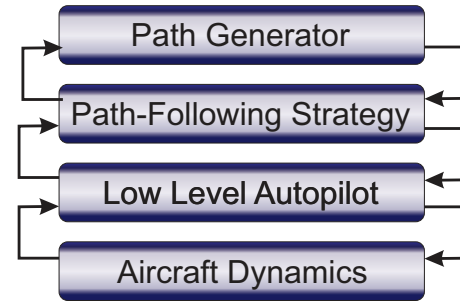 Path Generator
Path-Following Strategy
Low Level Autopilot
Aircraft Dynamics